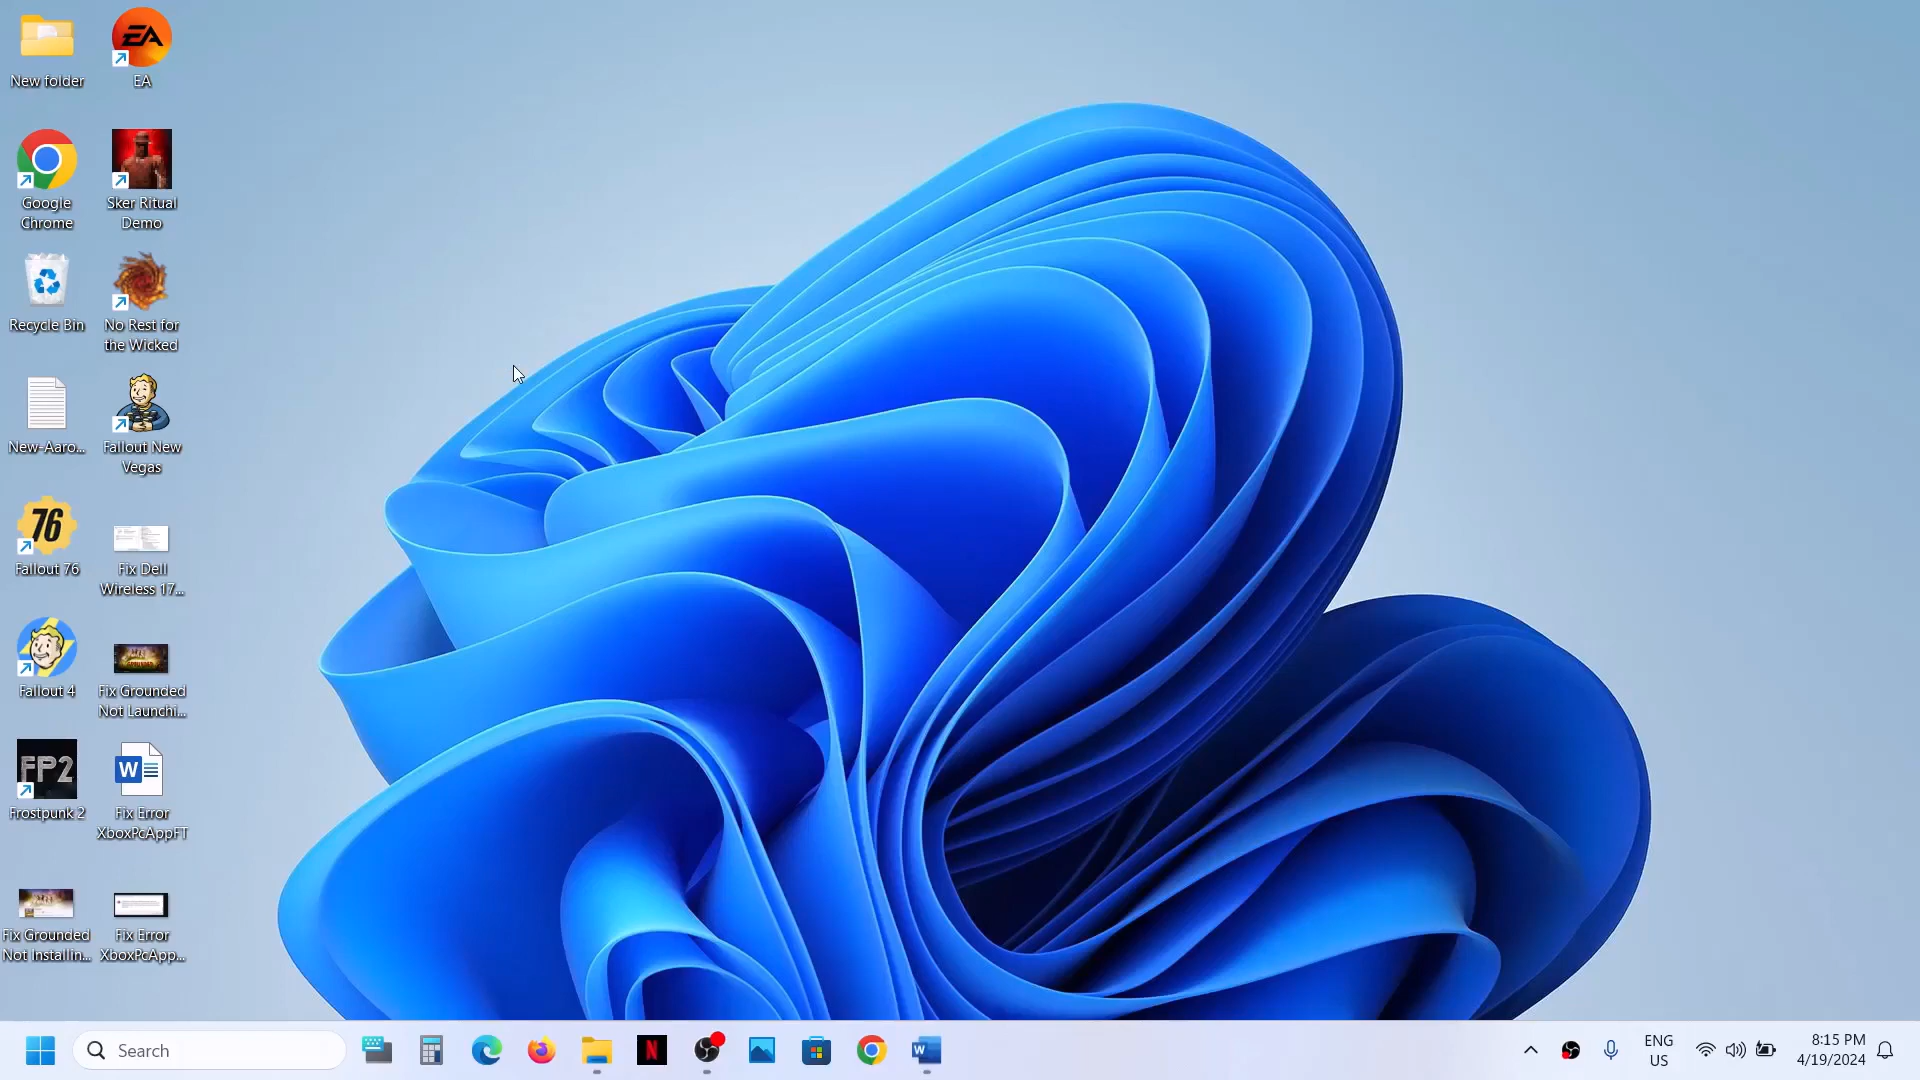 New folder
EA
Google
Chrome
Sker Ritual
Demo
Recycle Bin
No Rest for
the Wicked
New-Aaro...
Fallout New
Vegas
76
Fallout 76
Fix Dell
Wireless 17...
Fallout 4
Fix Grounded
Not Launchi...
FP2
Frostpunk 2
W
Fix Error
XboxPcAppFT
Fix Grounded
Not Installin...
Fix Error
XboxPcApp...
Search
N
W
ENG
US
8:15 PM
4/19/2024